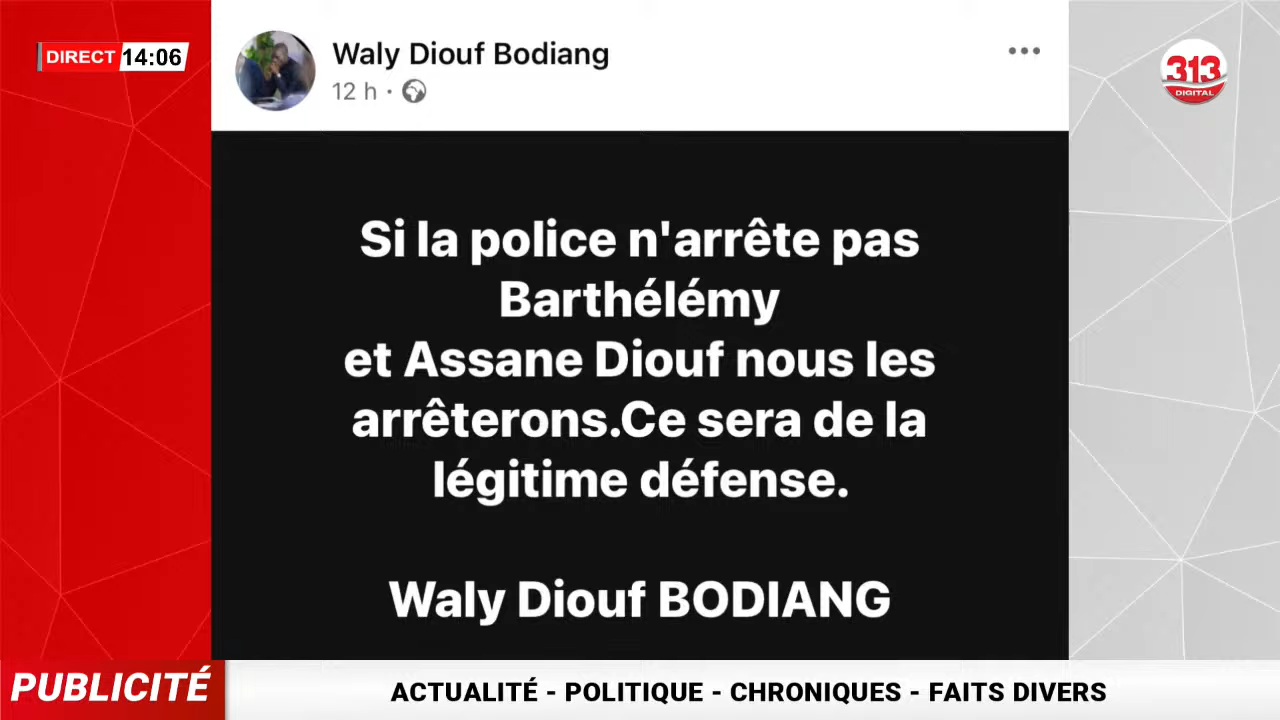 DIRECT 14:06
Waly Diouf Bodiang
12 h ·
313
DIGITAL
Si la police n'arrête pas
Barthélémy
et Assane Diouf nous les
arrêterons.Ce sera de la
légitime défense.
Waly Diouf BODIANG
PUBLICITÉ
ACTUALITÉ - POLITIQUE - CHRONIQUES - FAITS DIVERS